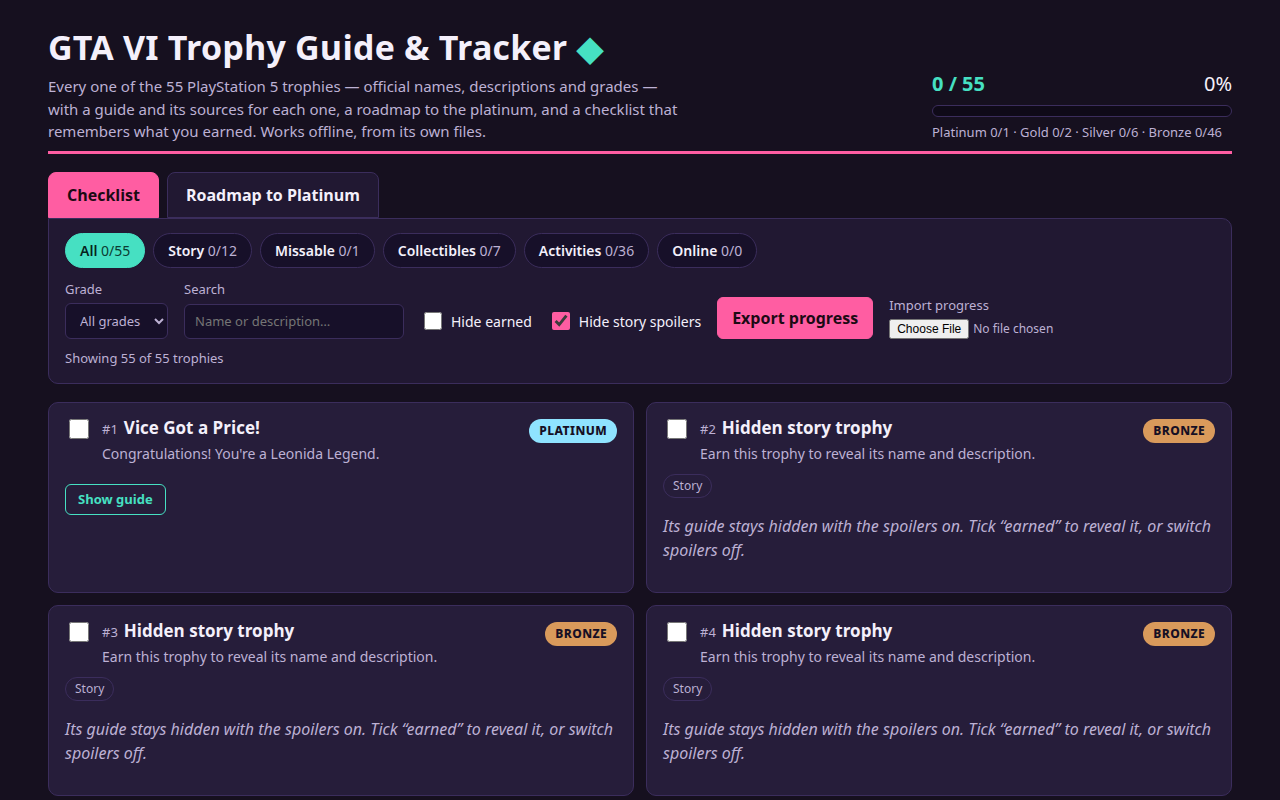 GTA VI Trophy Guide & Tracker
Every one of the 55 PlayStation 5 trophies — official names, descriptions and grades —
with a guide and its sources for each one, a roadmap to the platinum, and a checklist that
remembers what you earned. Works offline, from its own files.
0 / 55 0%
Platinum 0/1 · Gold 0/2 · Silver 0/6 · Bronze 0/46
Checklist Roadmap to Platinum
All 0/55 Story 0/12 Missable 0/1 Collectibles 0/7 Activities 0/36 Online 0/0
Grade Search
All grades Name or description... Hide earned Hide story spoilers Export progress Import progress
Choose File No file chosen
Showing 55 of 55 trophies
#1 Vice Got a Price! PLATINUM
Congratulations! You're a Leonida Legend.
Show guide
#2 Hidden story trophy BRONZE
Earn this trophy to reveal its name and description.
Story
Its guide stays hidden with the spoilers on. Tick “earned” to reveal it, or switch
spoilers off.
#3 Hidden story trophy BRONZE
Earn this trophy to reveal its name and description.
Story
Its guide stays hidden with the spoilers on. Tick “earned” to reveal it, or switch
spoilers off.
#4 Hidden story trophy BRONZE
Earn this trophy to reveal its name and description.
Story
Its guide stays hidden with the spoilers on. Tick “earned” to reveal it, or switch
spoilers off.